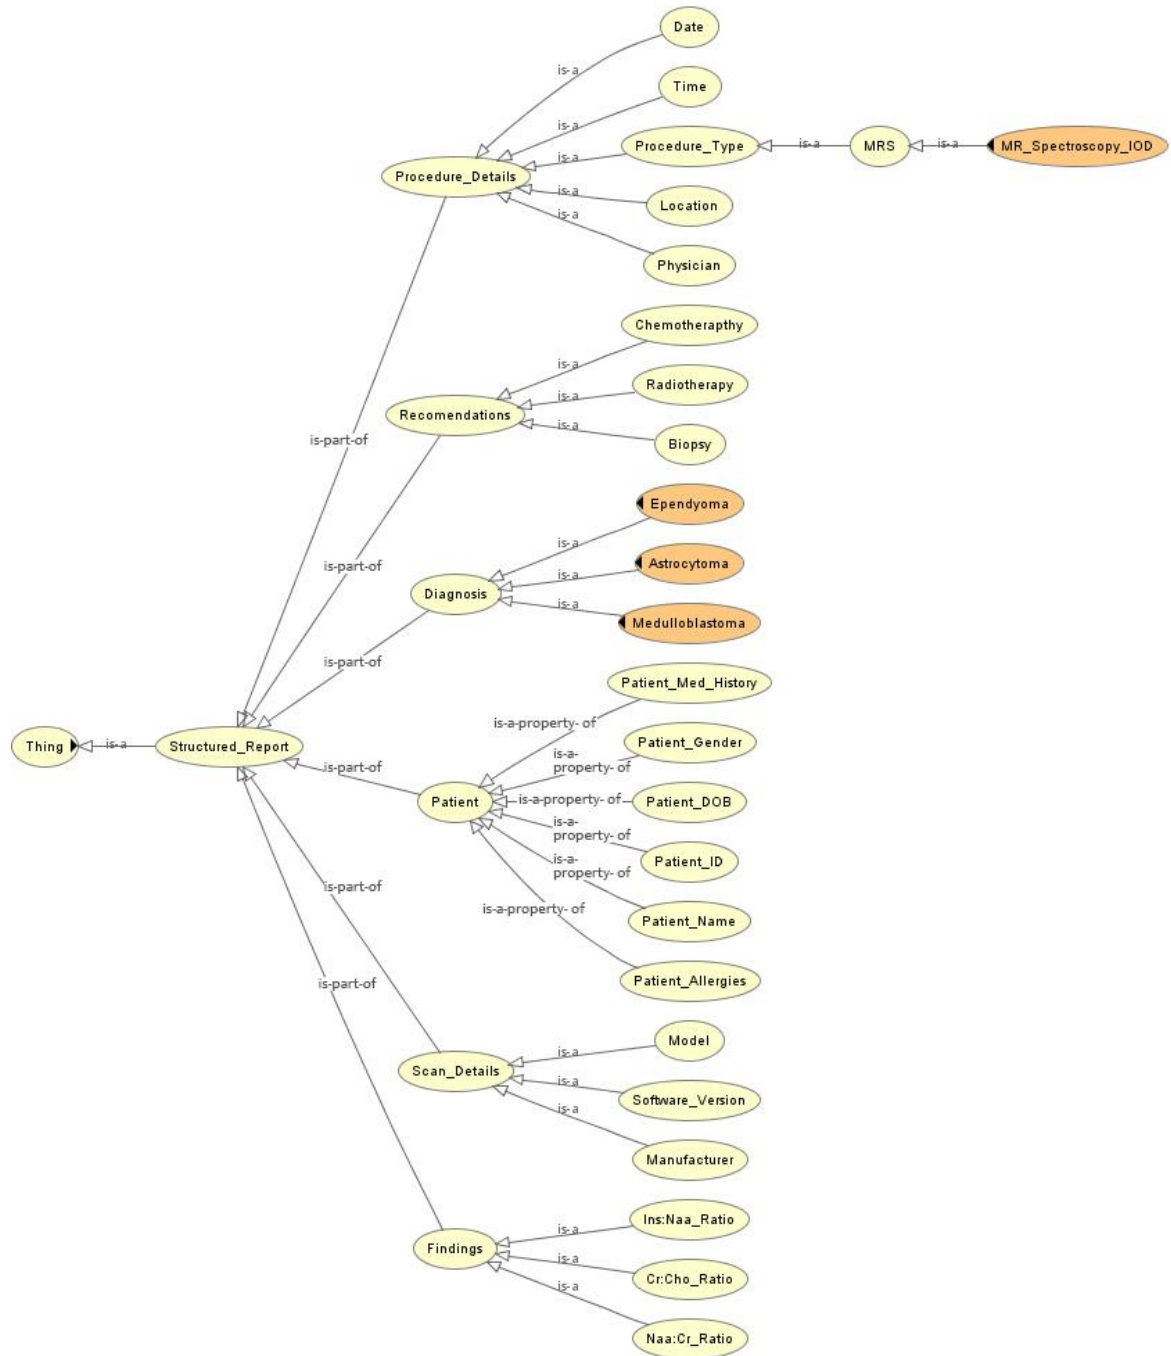 Date
is-a
Time
is-a
Procedure_Type
is-a
MRS
is-a
MR_Spectroscopy_IOD
is-a
Procedure_Details
is-a
Location
is-a
Physician
Chemotherapthy
is-a
Radiotherapy
is-a
Recomendations
is-a
Biopsy
is-part-of
Ependyoma
is-a
Astrocytoma
is-a
is-part-of
Diagnosis
is-a
Medulloblastoma
is-part-of
Patient_Med_History
is-a-property- of
Patient_Gender
is-a-
property- of
Thing
is-a
Structured_Report
is-part-of
Patient
is-a-property- of
Patient_DOB
is-a-
property- of
Patient_ID
is-a-
property- of
is-part-of
is-a-property- of
Patient_Name
Patient_Allergies
is-part-of
Model
is-a
Scan_Details
is-a
Software_Version
is-a
Manufacturer
Ins:Naa_Ratio
is-a
Findings
is-a
Cr:Cho_Ratio
is-a
Naa:Cr_Ratio